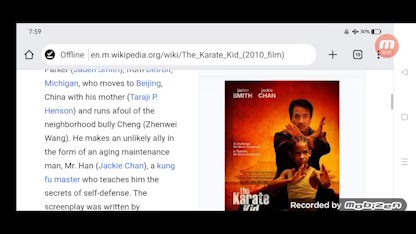 7:59
30%
Offline en.m.wikipedia.org/wiki/The_Karate_Kid_(2010_film)
Parker (Jaden Smith), from Detroit,
Michigan, who moves to Beijing,
China with his mother (Taraji P.
Henson) and runs afoul of the
neighborhood bully Cheng (Zhenwei
Wang). He makes an unlikely ally in
the form of an aging maintenance
man, Mr. Han (Jackie Chan), a kung
fu master who teaches him the
secrets of self-defense. The
screenplay was written by
jaden jackie
SMITH CHAN
The
Karate
Kid
Recorded by mobizen